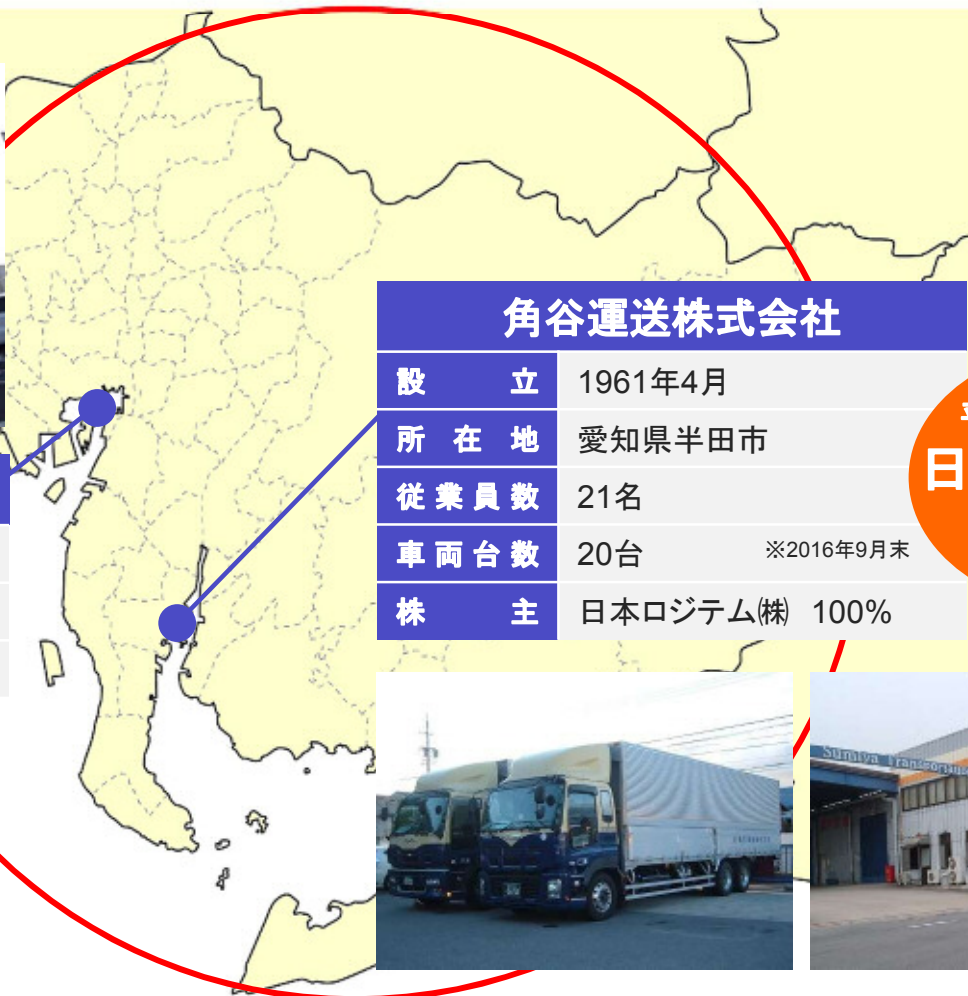 角谷運送株式会社
設立 1961年4月
所在地 愛知県半田市
従業員数 21名
車両台数 20台 ※2016年9月末
株主 日本ロジテム㈱ 100%
日
Sumiya Transportation